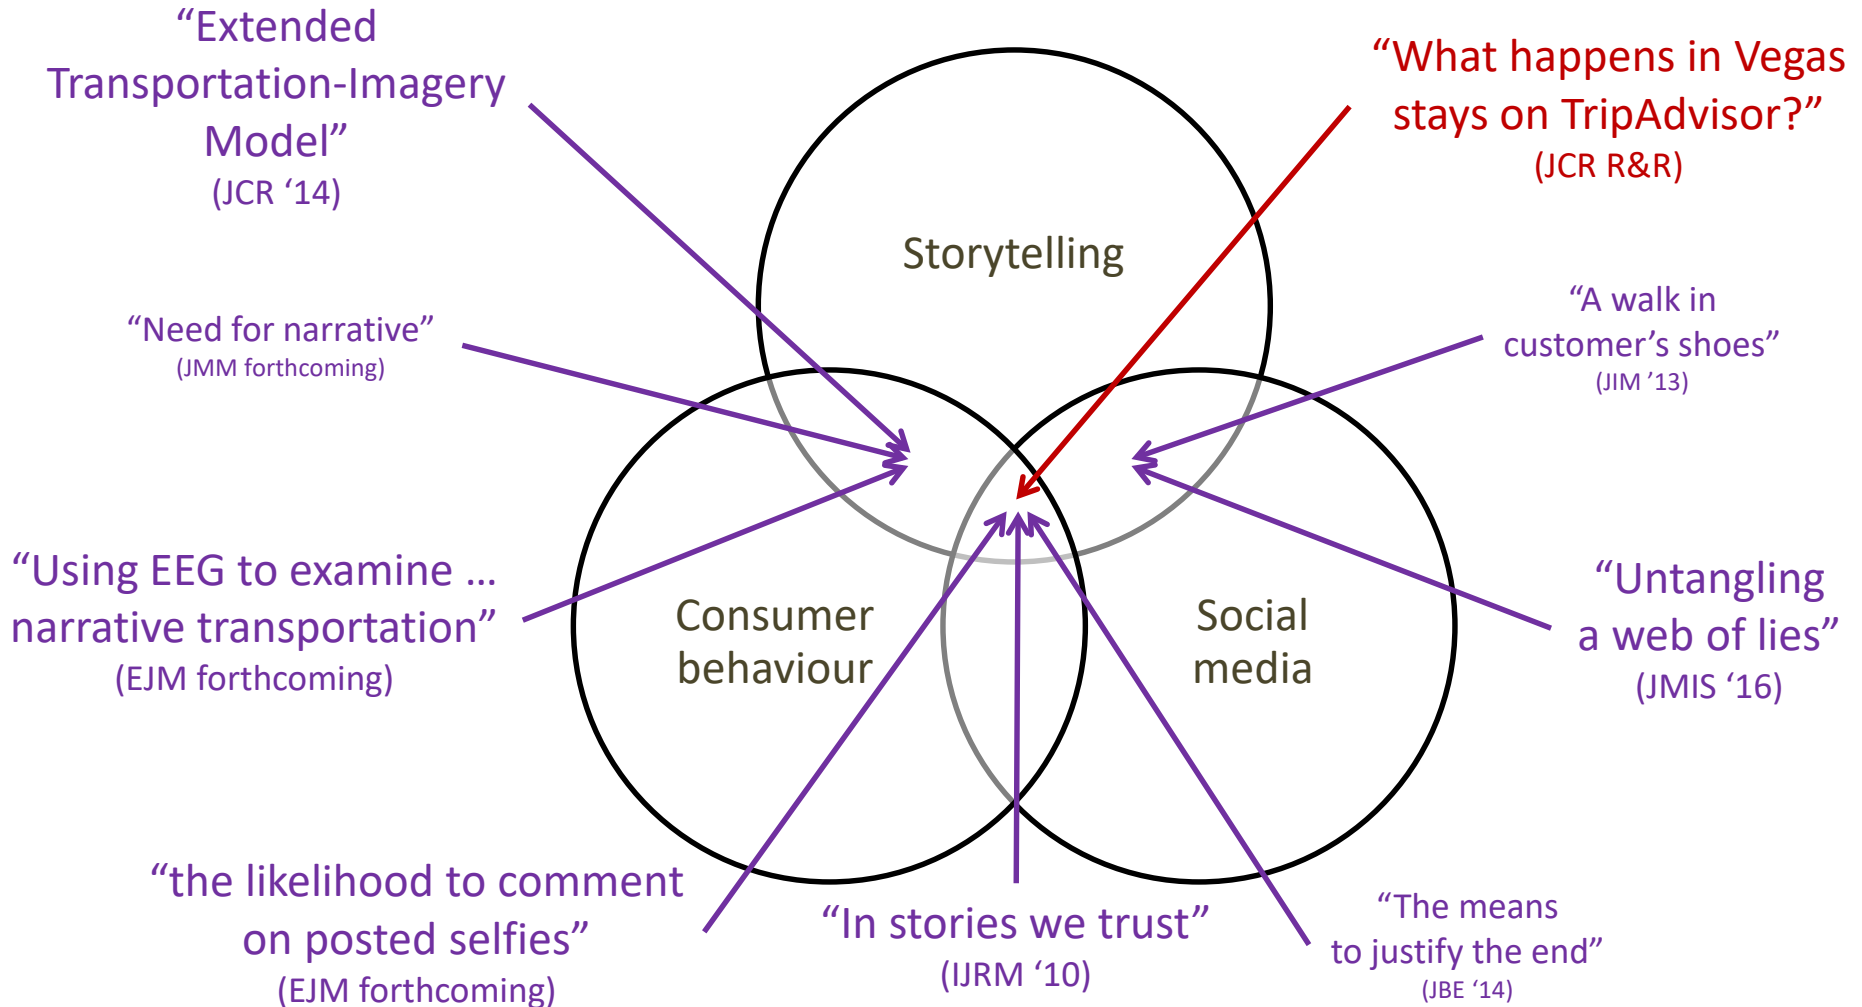 “Extended
Transportation-Imagery
Model”
(JCR ‘14)
“What happens in Vegas
stays on TripAdvisor?”
(JCR R&R)
Storytelling
“Need for narrative”
(JMM forthcoming)
“A walk in
customer’s shoes”
(JIM ’13)
“Using EEG to examine ...
narrative transportation”
(EJM forthcoming)
Consumer
behaviour
Social
media
“Untangling
a web of lies”
(JMIS ‘16)
“the likelihood to comment
on posted selfies”
(EJM forthcoming)
“In stories we trust”
(IJRM ‘10)
“The means
to justify the end”
(JBE ‘14)